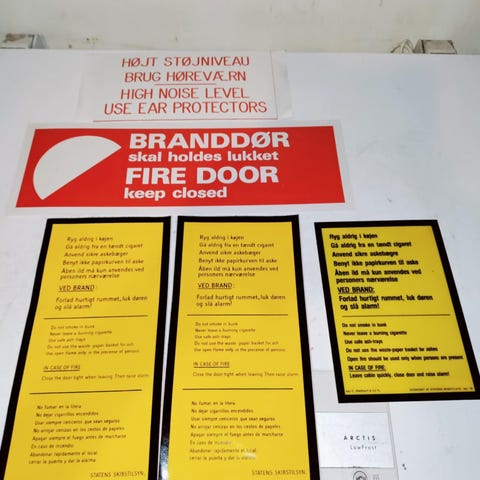 HØJT STØJNIVEAU
BRUG HØREVÆRN
HIGH NOISE LEVEL
USE EAR PROTECTORS
BRANDDØR
skal holdes lukket
FIRE DOOR
keep closed
Ryg aldrig i køjen
Gå aldrig fra en tændt cigaret
Anvend sikre askebæger
Benyt ikke papirkurven til aske
Åben ild må kun anvendes ved
personers nærværelse
VED BRAND:
Forlad hurtigt rummet, luk døren
og slå alarm!
Do not smoke in bunk
Never leave a burning cigarette
Use safe ash-trays
Do not use the waste-paper basket for ash
Use open flame only in the presence of persons
IN CASE OF FIRE
Close the door tight when leaving Then raise alarm.
No fumar en la litera
No dejar cigarillos encendidos
Usar siempre ceniceros que sean seguros
No arrojar cenizas en los cestos de papeles
Apagar siempre el fuego antes de marcharse
En caso de incendio:
Abandonar rapidamente el local
cerrar la puerta y dar la alarma
STATENS SKIBSTILSYN.
Ryg aldrig i køjen
Gå aldrig fra en tændt cigaret
Anvend sikre askebæger
Benyt ikke papirkurven til aske
Åben ild må kun anvendes ved
personers nærværelse
VED BRAND:
Forlad hurtigt rummet, luk døren
og slå alarm!
Do not smoke in bunk
Never leave a burning cigarette
Use safe ash-trays
Do not use the waste-paper basket for ash
Use open flame only in the presence of persons
IN CASE OF FIRE
Close the door tight when leaving Then raise alarm.
No fumar en la litera
No dejar cigarillos encendidos
Usar siempre ceniceros que sean seguros
No arrojar cenizas en los cestos de papeles
Apagar siempre el fuego antes de marcharse
En caso de incendio:
Abandonar rapidamente el local
cerrar la puerta y dar la alarma
STATENS SKIBSTILSYN.
Ryg aldrig i køjen
Gå aldrig fra en tændt cigaret
Anvend sikre askebægre
Benyt ikke papirkurven til aske
Åben ild må kun anvendes ved
personers nærværelse
VED BRAND:
Forlad hurtigt rummet, luk døren
og slå alarm!
Do not smoke in bunk
Never leave a burning cigarette
Use safe ash-trays
Do not use the waste-paper basket for ashes
Open fire should be used only when persons are present
IN CASE OF FIRE:
Leave cabin quickly, close door and raise alarm!
ARCTIS
LowFrost